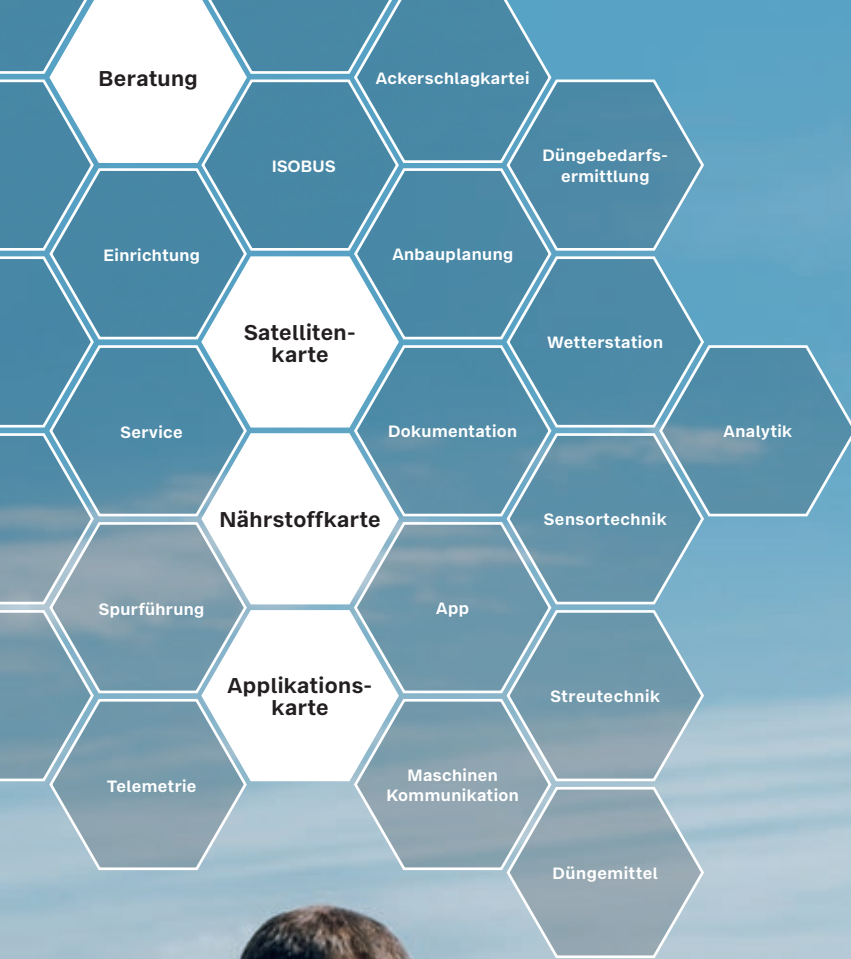 Beratung
Ackerschlagkartei
Düngebedarfs-
ermittlung
ISOBUS
Einrichtung
Anbauplanung
Satelliten-
karte
Wetterstation
Service
Dokumentation
Analytik
Nährstoffkarte
Sensortechnik
Spurführung
App
Applikations-
karte
Streutechnik
Telemetrie
Maschinen
Kommunikation
Düngemittel